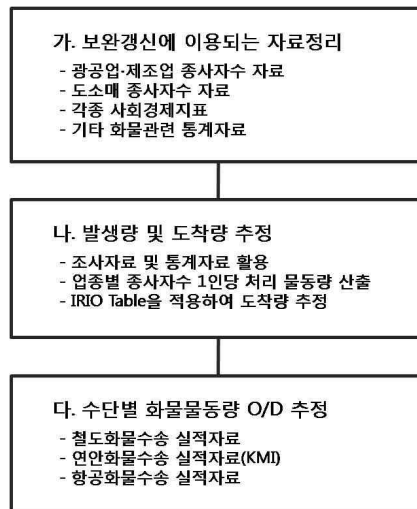 가. 보완갱신에 이용되는 자료정리
- 광공업·제조업 종사자수 자료
- 도소매 종사자수 자료
- 각종 사회경제지표
- 기타 화물관련 통계자료
나. 발생량 및 도착량 추정
- 조사자료 및 통계자료 활용
- 업종별 종사자수 1인당 처리 물동량 산출
- IRIO Table을 적용하여 도착량 추정
다. 수단별 화물물동량 O/D 추정
- 철도화물수송 실적자료
- 연안화물수송 실적자료(KMI)
- 항공화물수송 실적자료